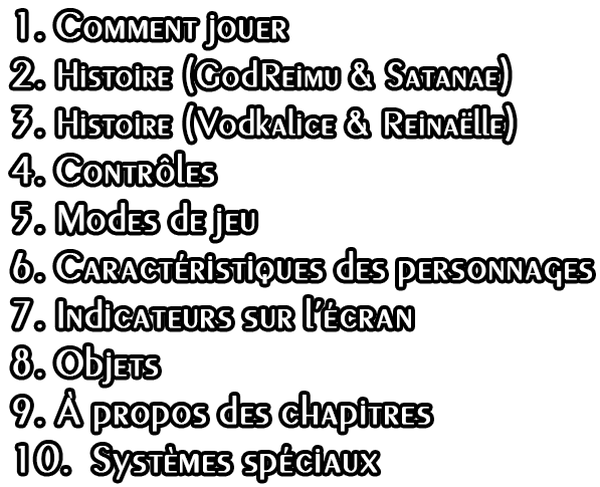 1. Comment jouer
2. Histoire (GodReimu & Satanae)
3. Histoire (Vodkalice & Reinaëlle)
4. Contrôles
5. Modes de jeu
6. Caractéristiques des personnages
7. Indicateurs sur l'écran
8. Objets
9. À propos des chapitres
10. Systèmes spéciaux